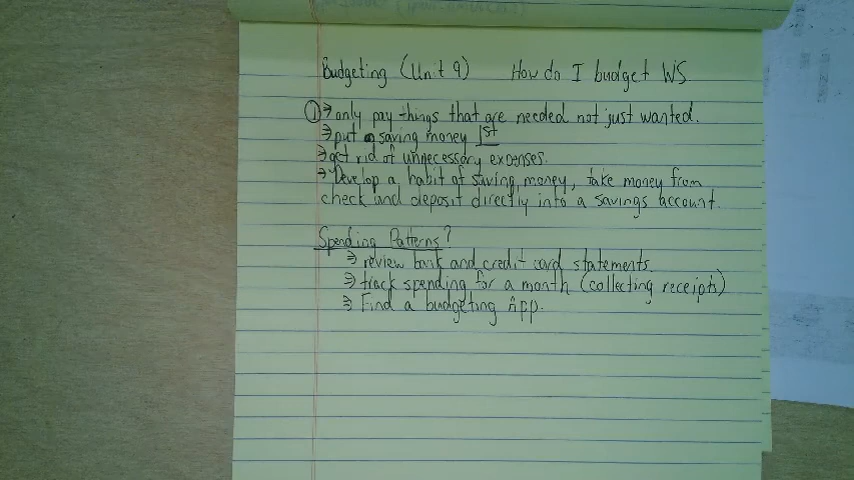 Budgeting (Unit 9) How do I budget WS
① → only pay things that are needed not just wanted.
→ put saving money 1st
→ get rid of unnecessary expenses.
→ Develop a habit of saving money, take money from
check and deposit directly into a savings account.
Spending Patterns?
→ review bank and credit card statements.
→ track spending for a month (collecting receipts)
→ Find a budgeting App.